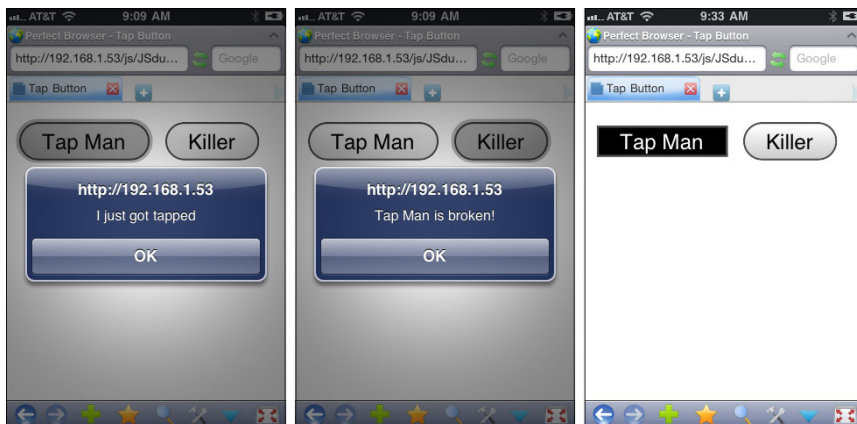 AT&T 9:09 AM
Perfect Browser - Tap Button
http://192.168.1.53/js/JSdu... Google
Tap Button
Tap Man Killer
http://192.168.1.53
I just got tapped
OK
AT&T 9:09 AM
Perfect Browser - Tap Button
http://192.168.1.53/js/JSdu... Google
Tap Button
Tap Man Killer
http://192.168.1.53
Tap Man is broken!
OK
AT&T 9:33 AM
Perfect Browser - Tap Button
http://192.168.1.53/js/JSdu... Google
Tap Button
Tap Man Killer